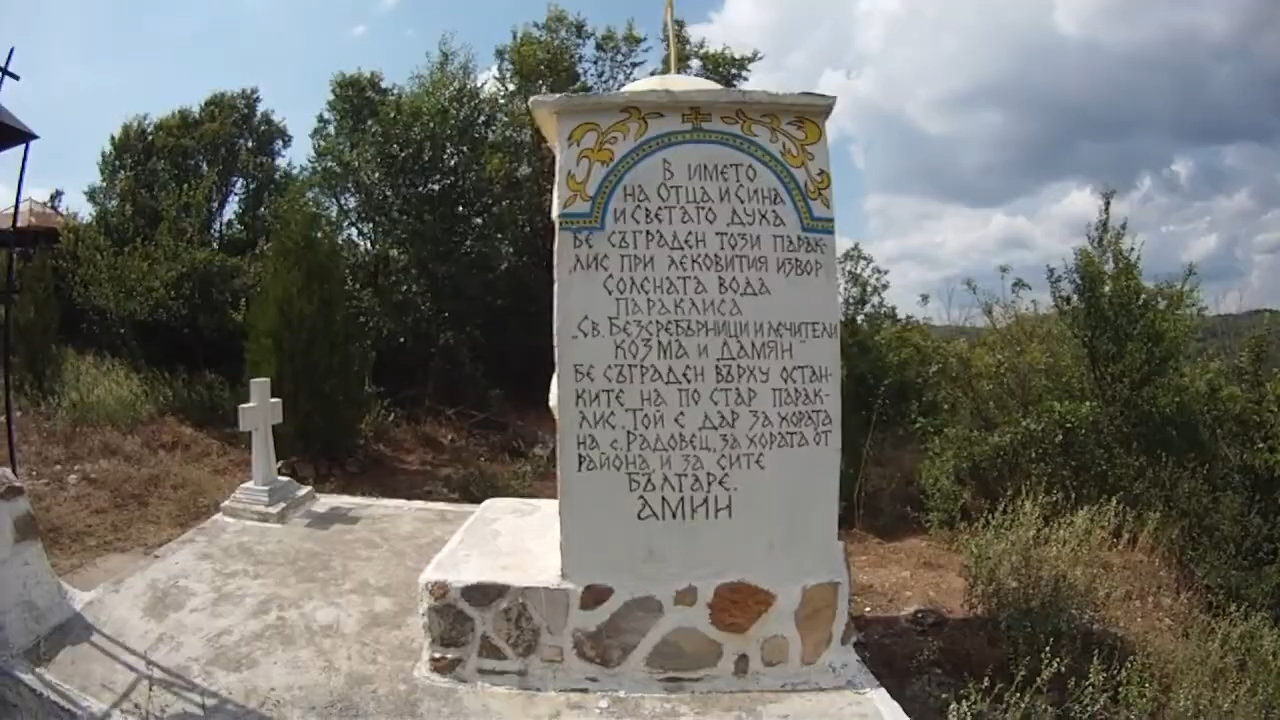 В ИМЕТО
НА ОТЦА И СИНА
И СВЕТАГО ДУХА
БЕ СЪГРАДЕН ТОЗИ ПАРАК-
ЛИС ПРИ ЛЕКОВИТИЯ ИЗВОР
СОЛЕНАТА ВОДА
ПАРАКЛИСА
„СВ. БЕЗСРЕБЪРНИЦИ И ЛЕЧИТЕЛИ
КОЗМА И ДАМЯН"
БЕ СЪГРАДЕН ВЪРХУ ОСТАН-
КИТЕ НА ПО СТАР ПАРАК-
ЛИС. ТОЙ Е ДАР ЗА ХОРАТА
НА с. РАДОВЕЦ, ЗА ХОРАТА ОТ
РАЙОНА И ЗА СИТЕ
БЪЛГАРЕ.
АМИН